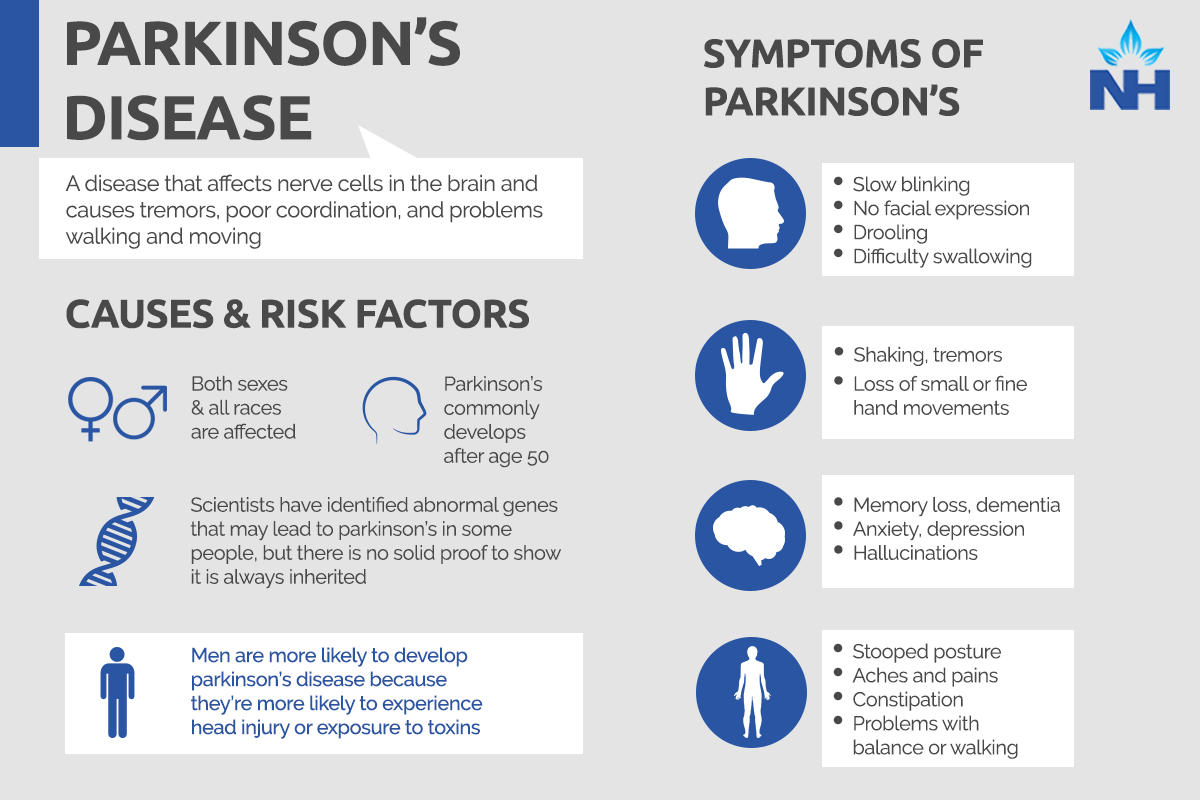 PARKINSON'S
DISEASE
A disease that affects nerve cells in the brain and
causes tremors, poor coordination, and problems
walking and moving
CAUSES & RISK FACTORS
Both sexes
& all races
are affected
Parkinson's
commonly
develops
after age 50
Scientists have identified abnormal genes
that may lead to parkinson's in some
people, but there is no solid proof to show
it is always inherited
Men are more likely to develop
parkinson's disease because
they're more likely to experience
head injury or exposure to toxins
SYMPTOMS OF
PARKINSON'S
NH
• Slow blinking
• No facial expression
• Drooling
• Difficulty swallowing
• Shaking, tremors
• Loss of small or fine
hand movements
• Memory loss, dementia
• Anxiety, depression
• Hallucinations
• Stooped posture
• Aches and pains
• Constipation
• Problems with
balance or walking